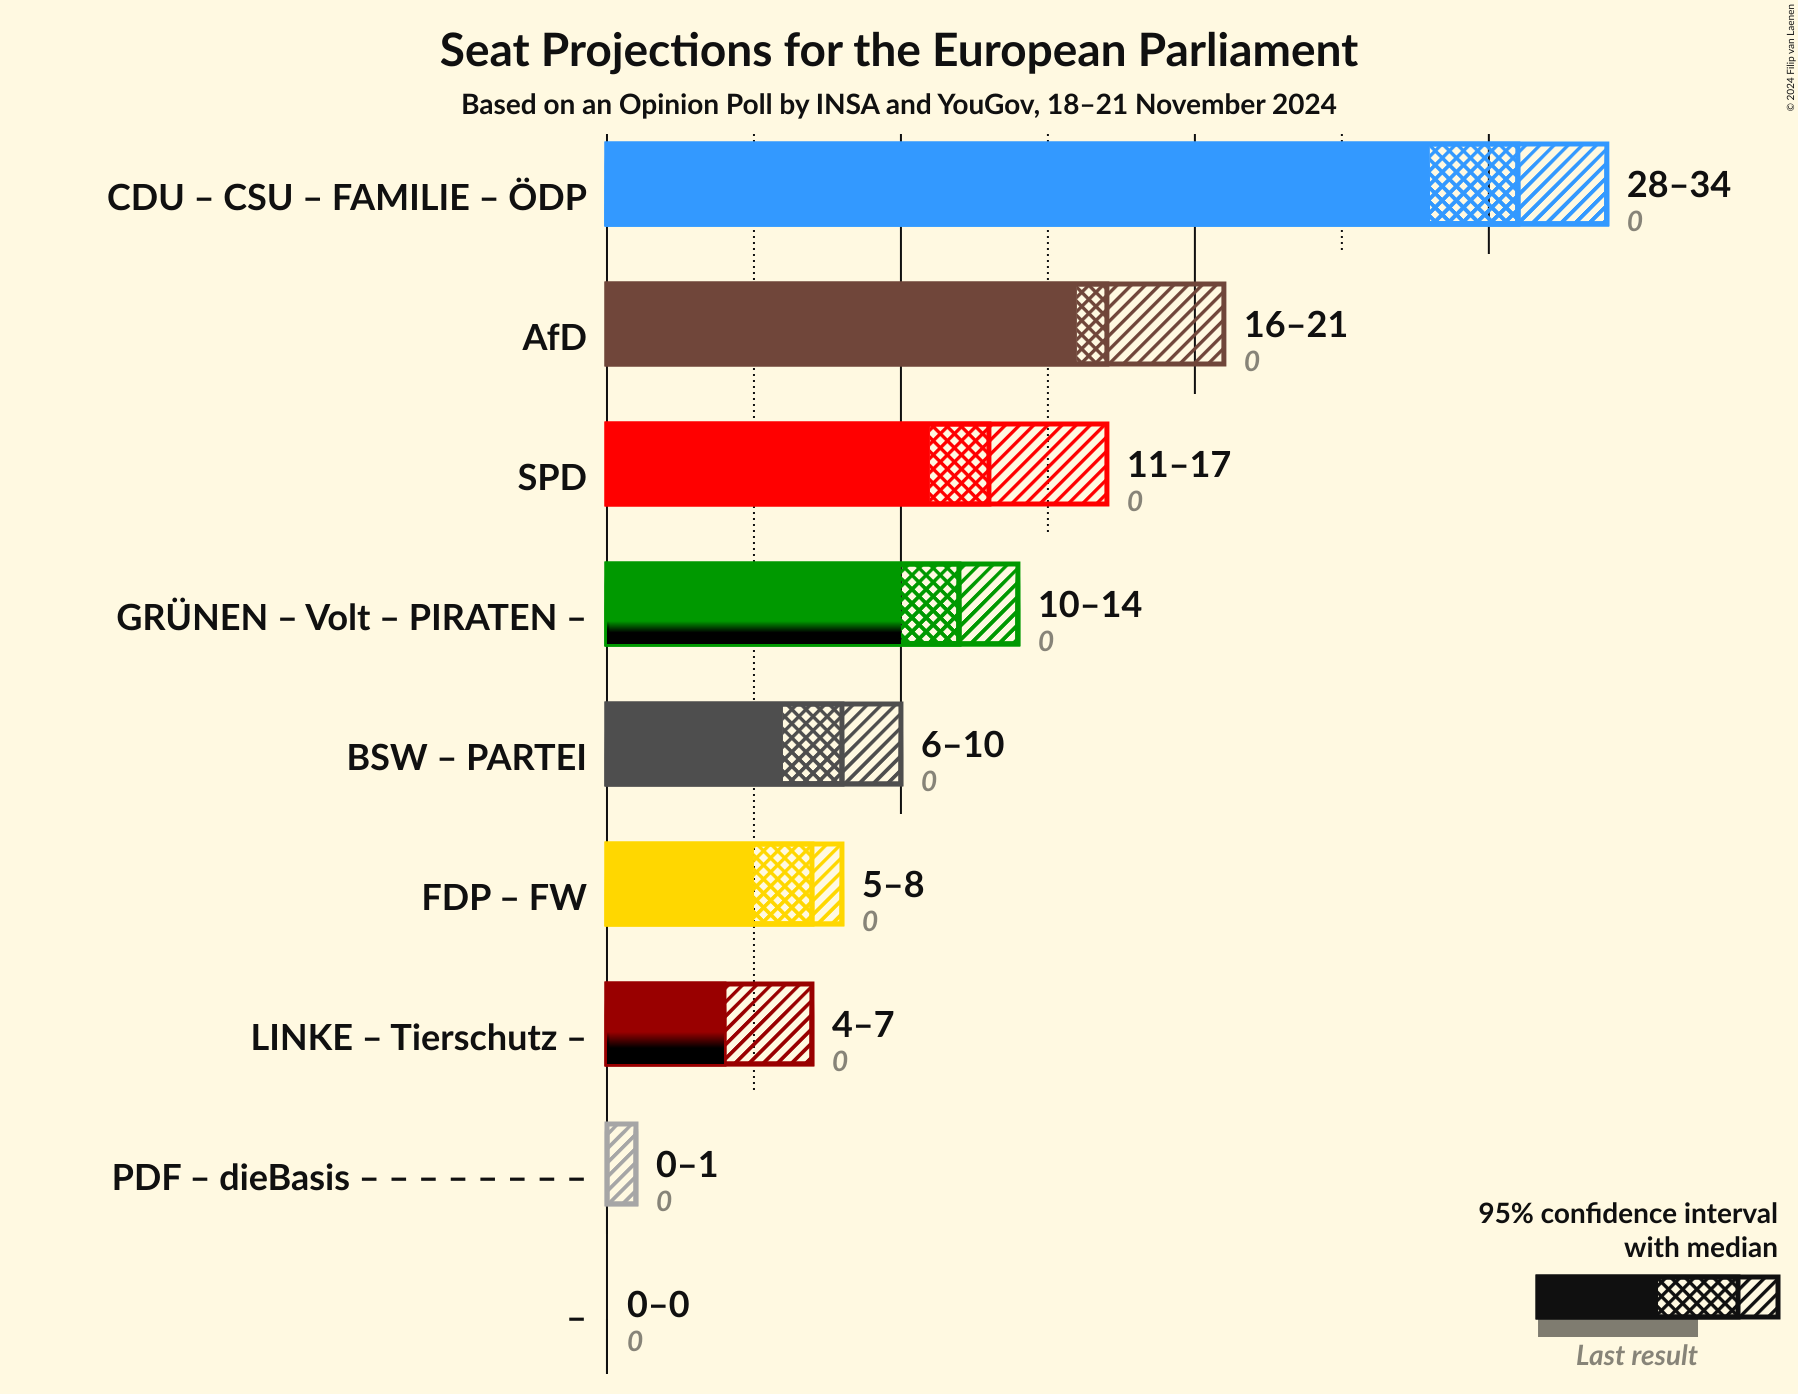 Seat Projections for the European Parliament
Based on an Opinion Poll by INSA and YouGov, 18–21 November 2024
© 2024 Filip van Laenen
CDU – CSU – FAMILIE – ÖDP
28–34
0
AfD
16–21
0
SPD
11–17
0
GRÜNEN – Volt – PIRATEN –
10–14
0
BSW – PARTEI
6–10
0
FDP – FW
5–8
0
LINKE – Tierschutz –
4–7
0
PDF – dieBasis – – – – – – – –
0–1
0
–
0–0
0
95% confidence interval
with median
Last result